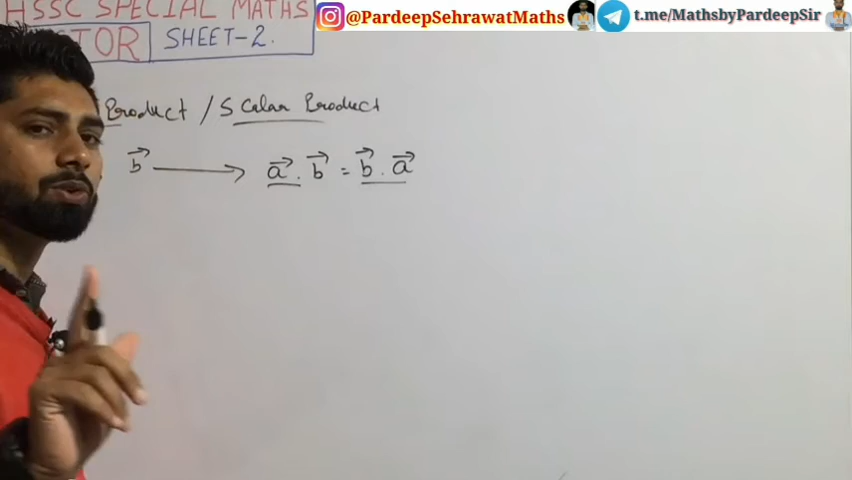 HSSC SPECIAL MATHS
@PardeepSehrawatMaths t.me/MathsbyPardeepSir
TOR SHEET-2.
Product / Scalar Product
b⃗ ⟶ a⃗ . b⃗ = b⃗ . a⃗